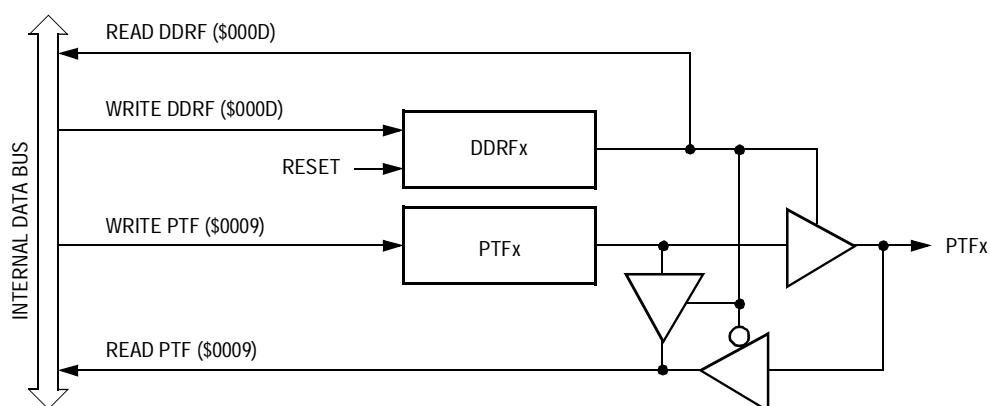 READ DDRF ($000D)
WRITE DDRF ($000D)
DDRFx
RESET
INTERNAL DATA BUS
WRITE PTF ($0009)
PTFx
PTFx
READ PTF ($0009)